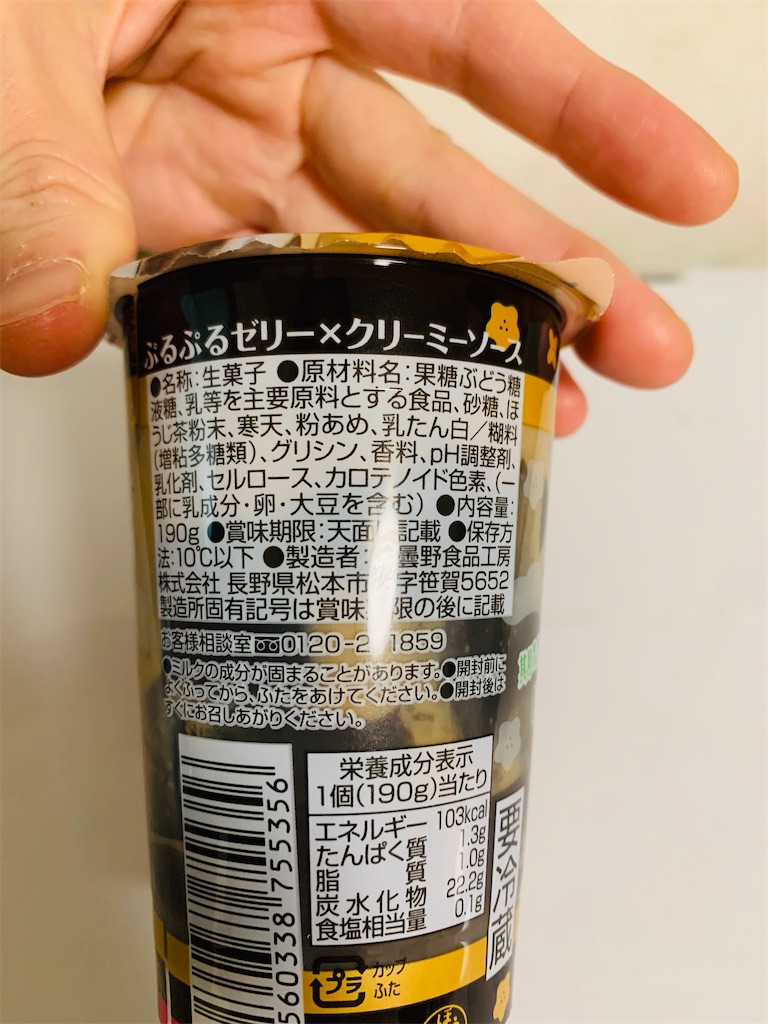 ぷるぷるゼリー×クリーミーソース
●名称:生菓子 ●原材料名:果糖ぶどう糖
液糖、乳等を主要原料とする食品、砂糖、ほ
うじ茶粉末、寒天、粉あめ、乳たん白/糊料
(増粘多糖類)、グリシン、香料、pH調整剤、
乳化剤、セルロース、カロテノイド色素、(一
部に乳成分・卵・大豆を含む) ●内容量:
190g ●賞味期限:天面に記載 ●保存方
法:10℃以下 ●製造者:安曇野食品工房
株式会社 長野県松本市大字笹賀5652
製造所固有記号は賞味期限の後に記載
お客様相談室 0120-2 1859
●ミルクの成分が固まることがあります。●開封前に
よくふってから、ふたをあけてください。●開封後は
すぐにお召しあがりください。
栄養成分表示
1個(190g)当たり
エネルギー 103kcal
たんぱく質 1.3g
脂質 1.0g
炭水化物 22.2g
食塩相当量 0.1g
要冷蔵
560338 755356
プラ
カップ
ふた
ほ